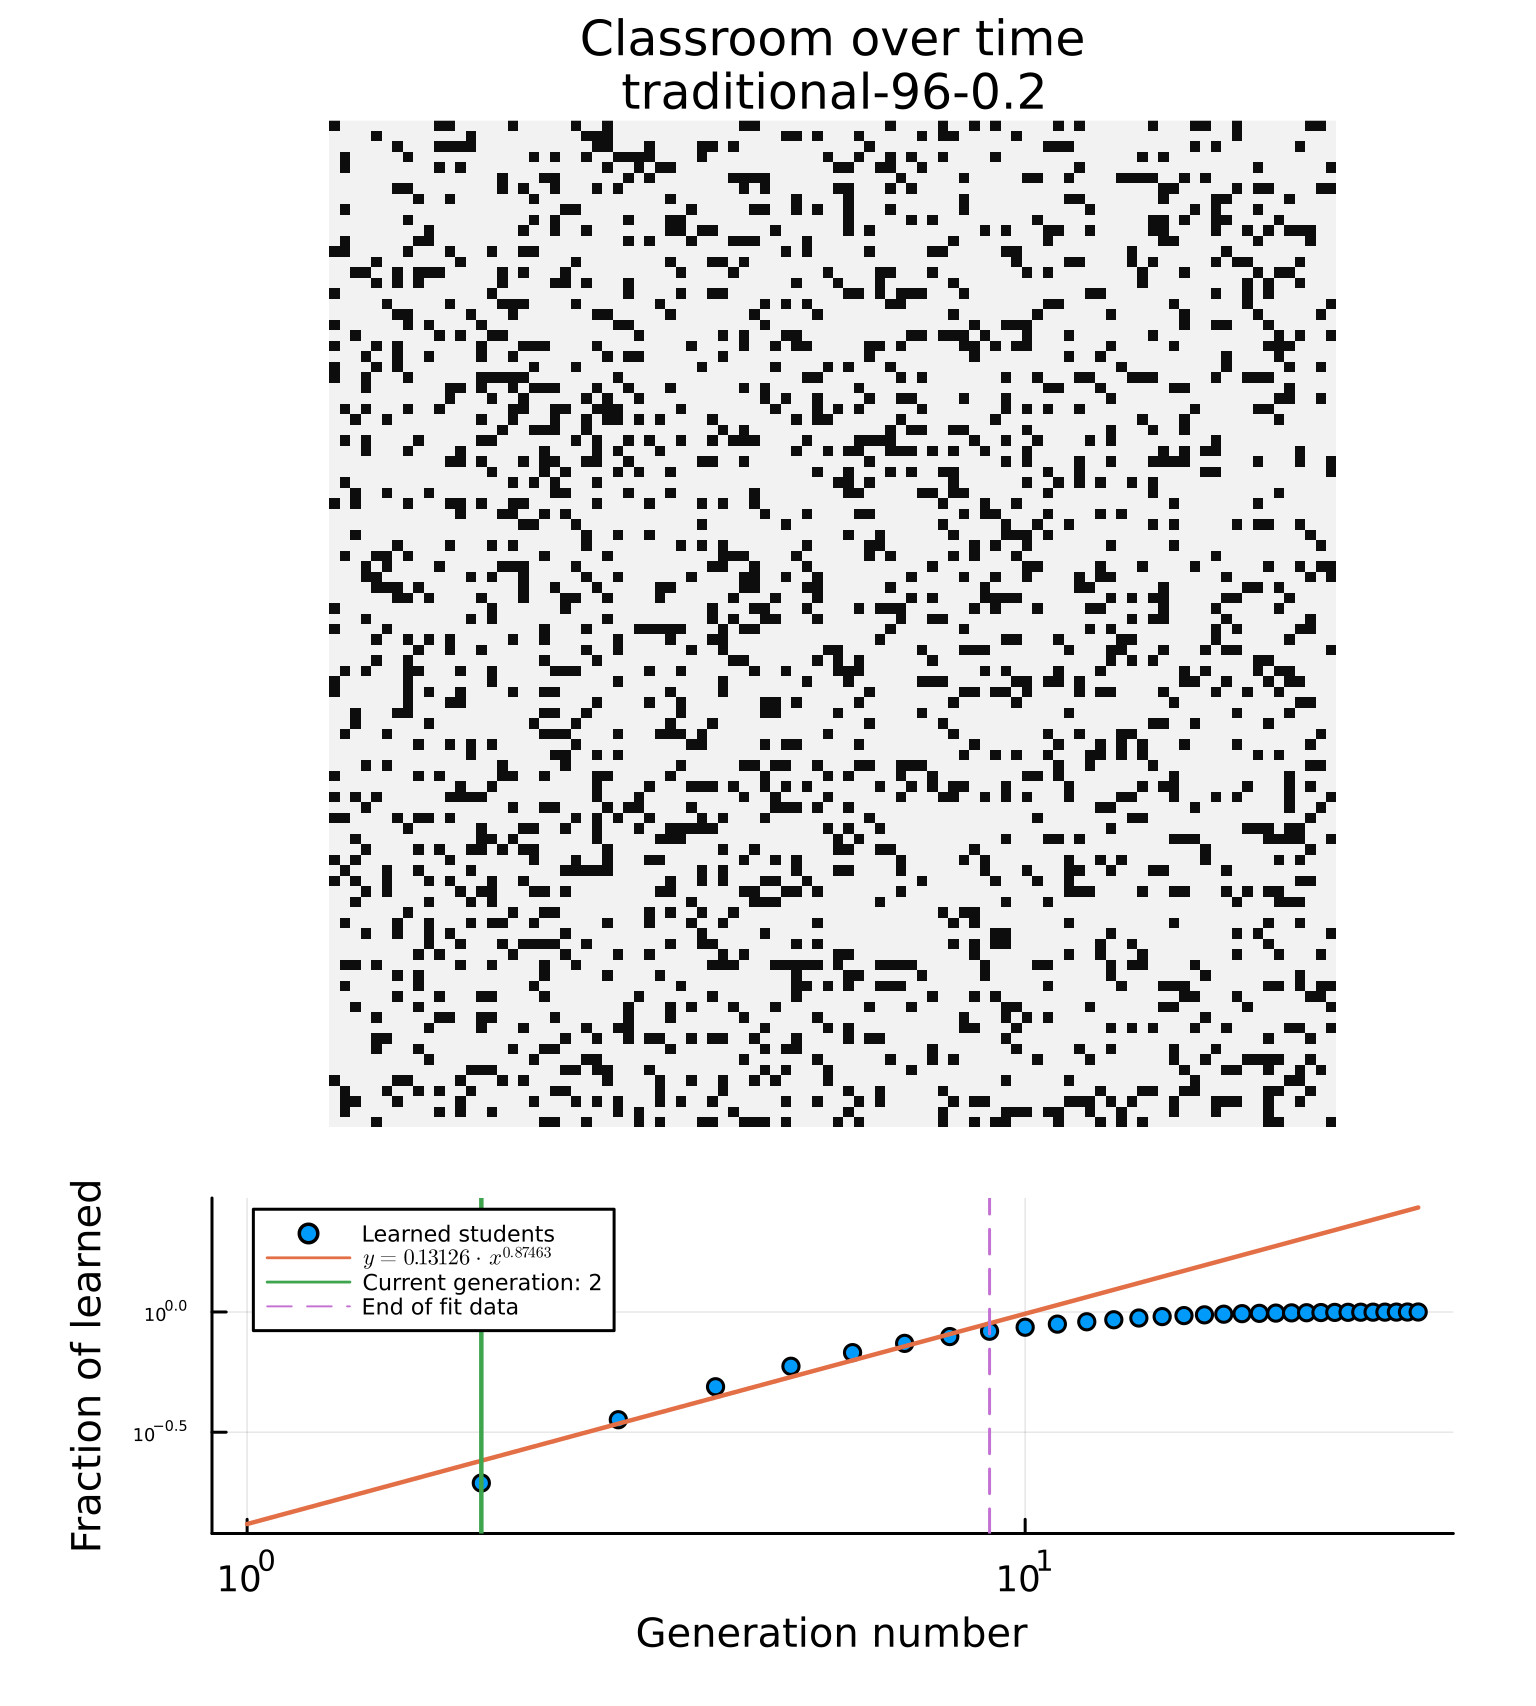 Classroom over time
traditional-96-0.2
Fraction of learned
Learned students
y = 0.13126 · x^0.87463
Current generation: 2
End of fit data
10^0.0
10^−0.5
10^0
10^1
Generation number